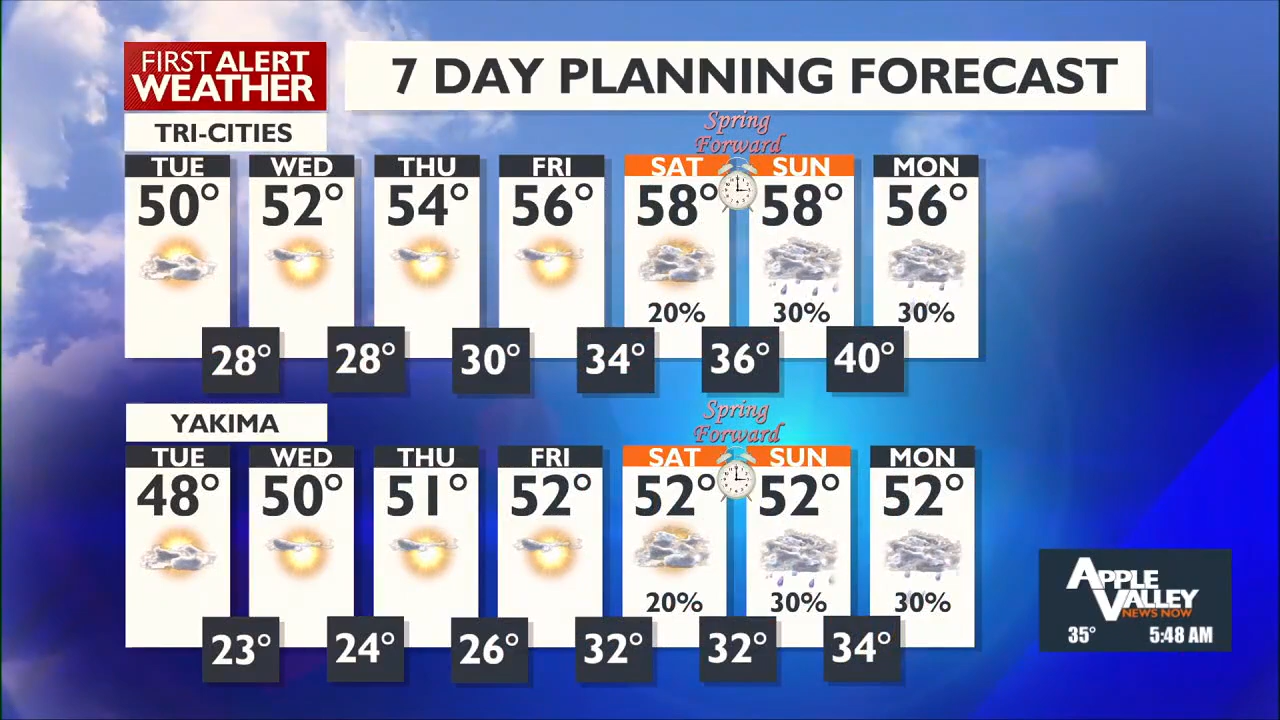 FIRST ALERT
WEATHER
7 DAY PLANNING FORECAST
TRI-CITIES
Spring
Forward
TUE WED THU FRI SAT SUN MON
50° 52° 54° 56° 58° 58° 56°
20% 30% 30%
28° 28° 30° 34° 36° 40°
YAKIMA
Spring
Forward
TUE WED THU FRI SAT SUN MON
48° 50° 51° 52° 52° 52° 52°
20% 30% 30%
23° 24° 26° 32° 32° 34°
APPLE
VALLEY
NEWS NOW
35° 5:48 AM